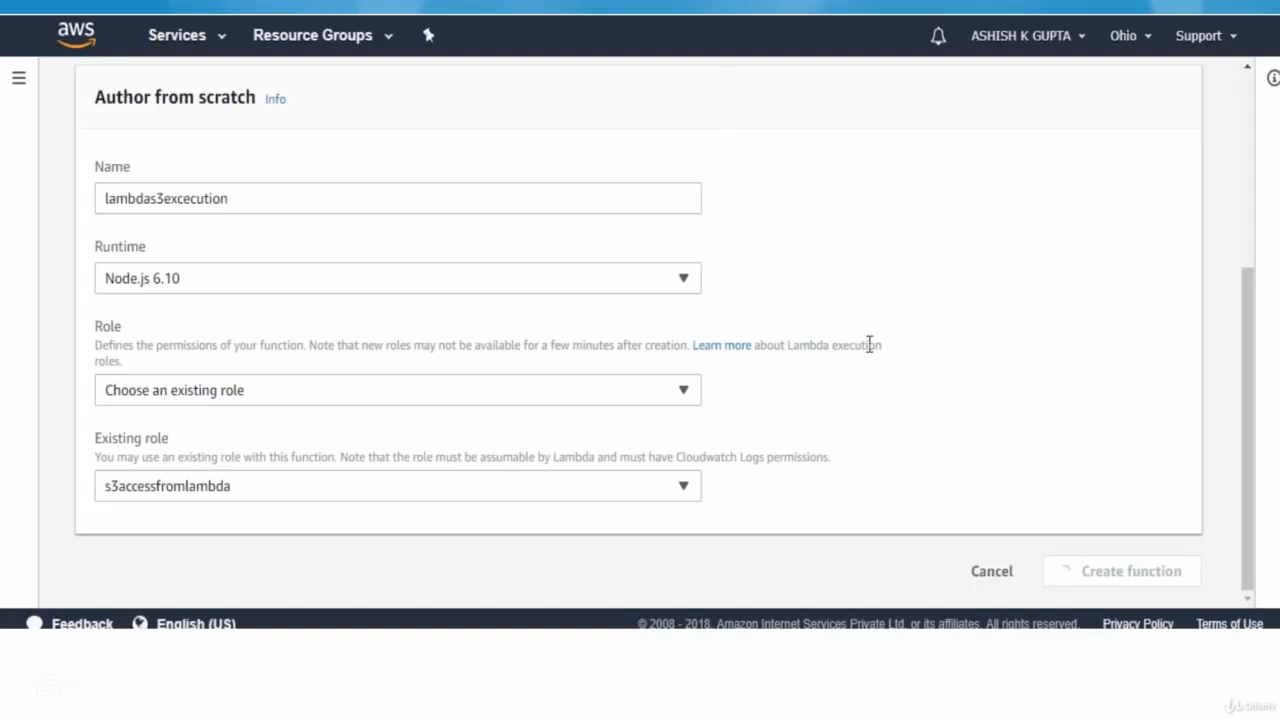 aws Services Resource Groups ASHISH K GUPTA Ohio Support
Author from scratch Info
Name
lambdas3excecution
Runtime
Node.js 6.10
Role
Defines the permissions of your function. Note that new roles may not be available for a few minutes after creation. Learn more about Lambda execution
roles.
Choose an existing role
Existing role
You may use an existing role with this function. Note that the role must be assumable by Lambda and must have Cloudwatch Logs permissions.
s3accessfromlambda
Cancel Create function
Feedback English (US) © 2008 - 2018, Amazon Internet Services Private Ltd. or its affiliates. All rights reserved. Privacy Policy Terms of Use
Udemy